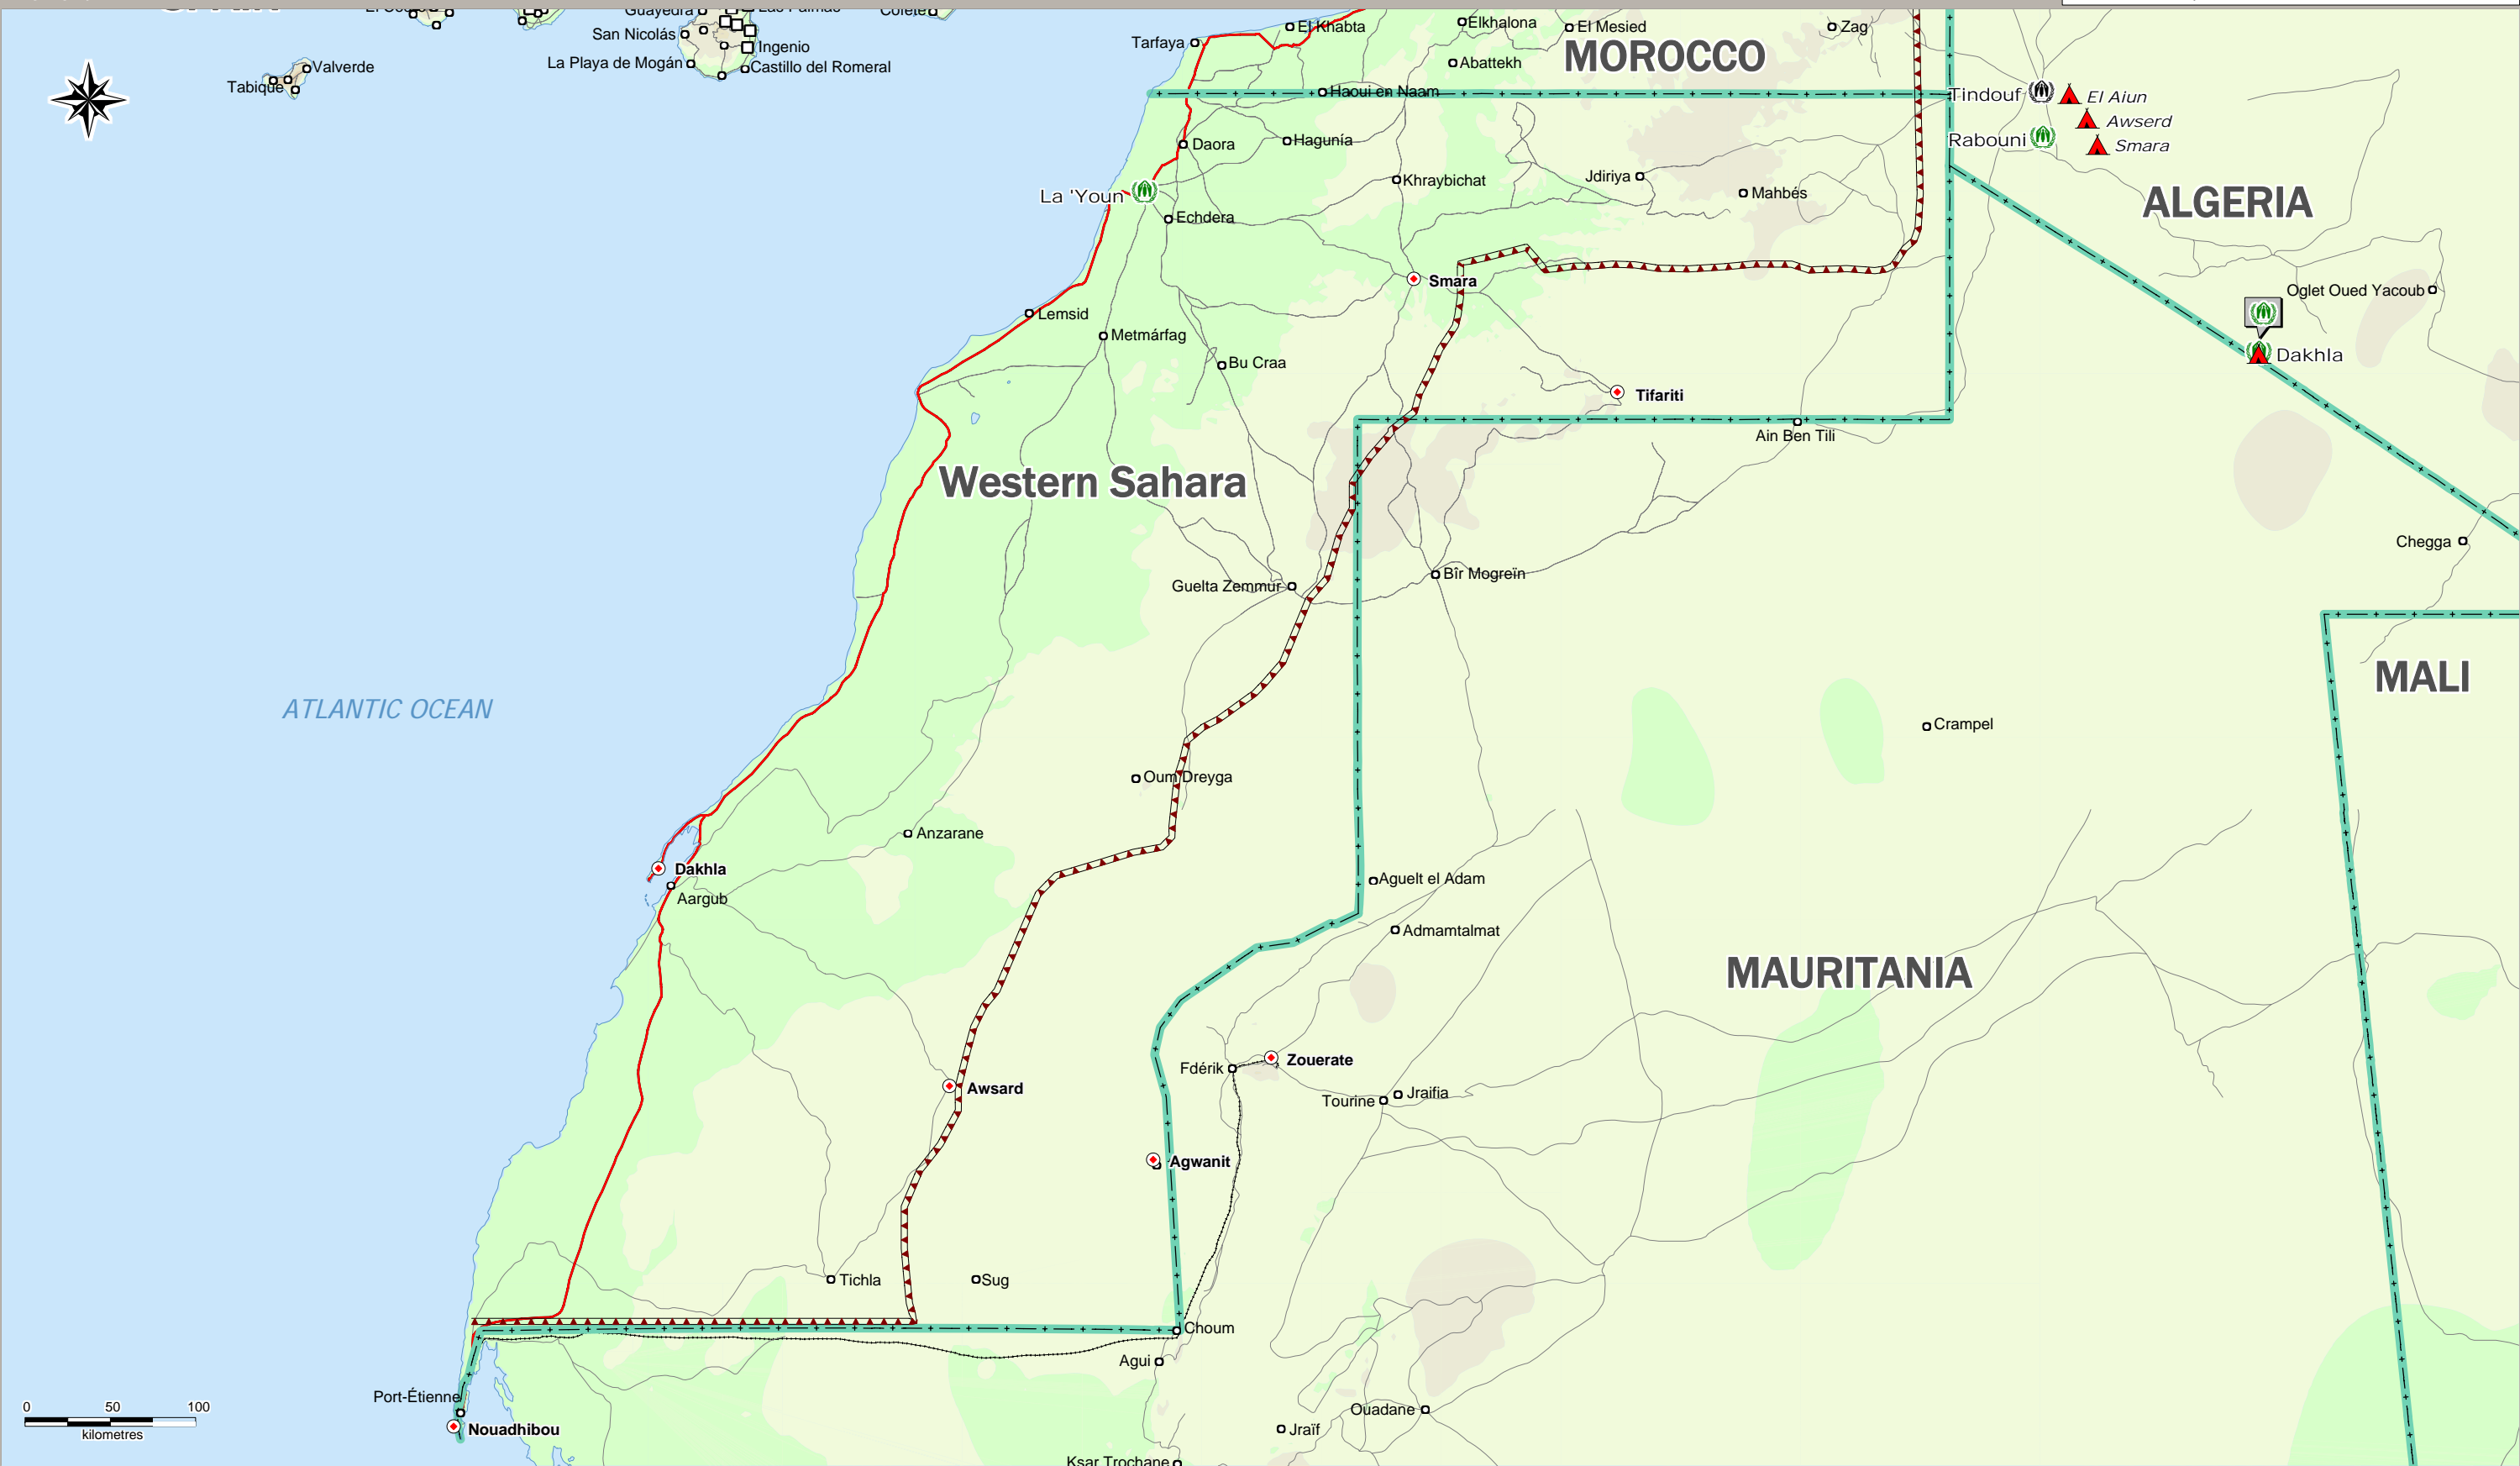 Guayedra
Cofete
San Nicolás
Ingenio
La Playa de Mogán
Castillo del Romeral
Valverde
Tabique
Tarfaya
El Khabta
Elkhalona
El Mesied
Zag
MOROCCO
Abattekh
Haoui en Naam
Tindouf
El Aiun
Awserd
Rabouni
Smara
Daora
Hagunía
Khraybichat
Jdiriya
Mahbés
La 'Youn
Echdera
ALGERIA
Smara
Oglet Oued Yacoub
Lemsid
Metmárfag
Bu Craa
Dakhla
Tifariti
Ain Ben Tili
Western Sahara
Chegga
Guelta Zemmur
Bîr Mogreïn
MALI
ATLANTIC OCEAN
Crampel
Oum Dreyga
Anzarane
Dakhla
Aargub
Aguelt el Adam
Admamtalmat
MAURITANIA
Zouerate
Fdérik
Awsard
Jraifia
Tourine
Agwanit
Tichla
Sug
Choum
Agui
Port-Étienne
Nouadhibou
Ouadane
Jraïf
Ksar Trochane
0 50 100
kilometres